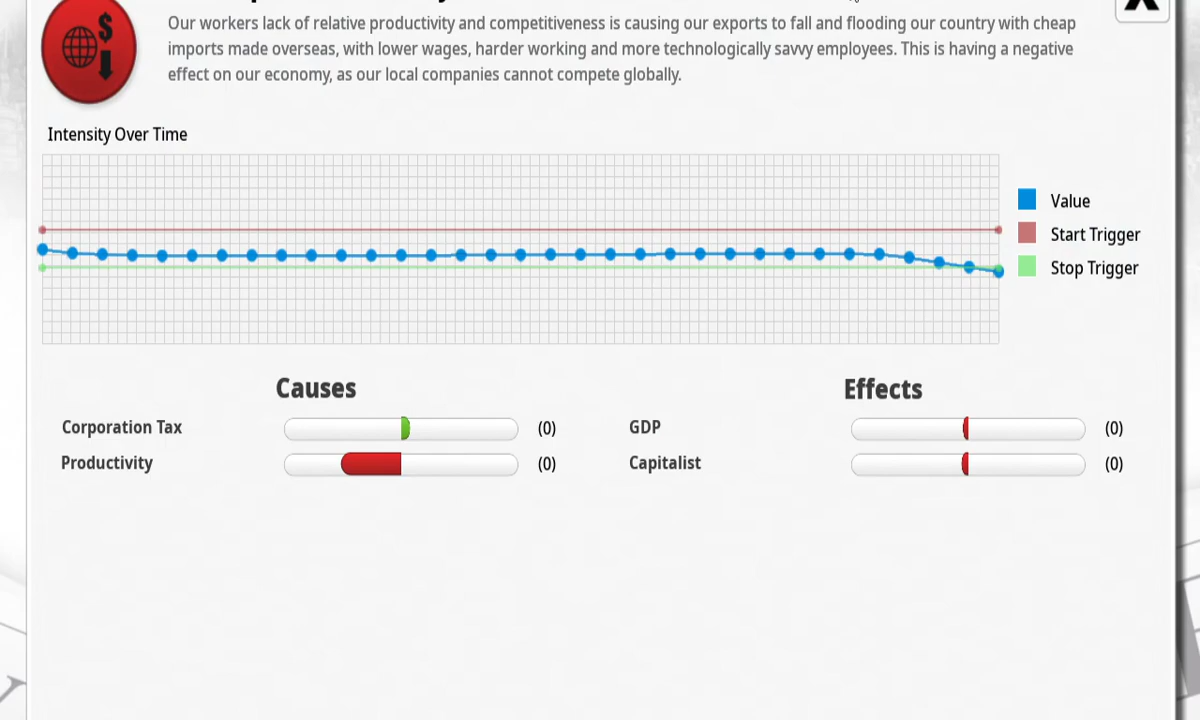 Our workers lack of relative productivity and competitiveness is causing our exports to fall and flooding our country with cheap
imports made overseas, with lower wages, harder working and more technologically savvy employees. This is having a negative
effect on our economy, as our local companies cannot compete globally.
Intensity Over Time
Value
Start Trigger
Stop Trigger
Causes
Effects
Corporation Tax (0)
GDP (0)
Productivity (0)
Capitalist (0)